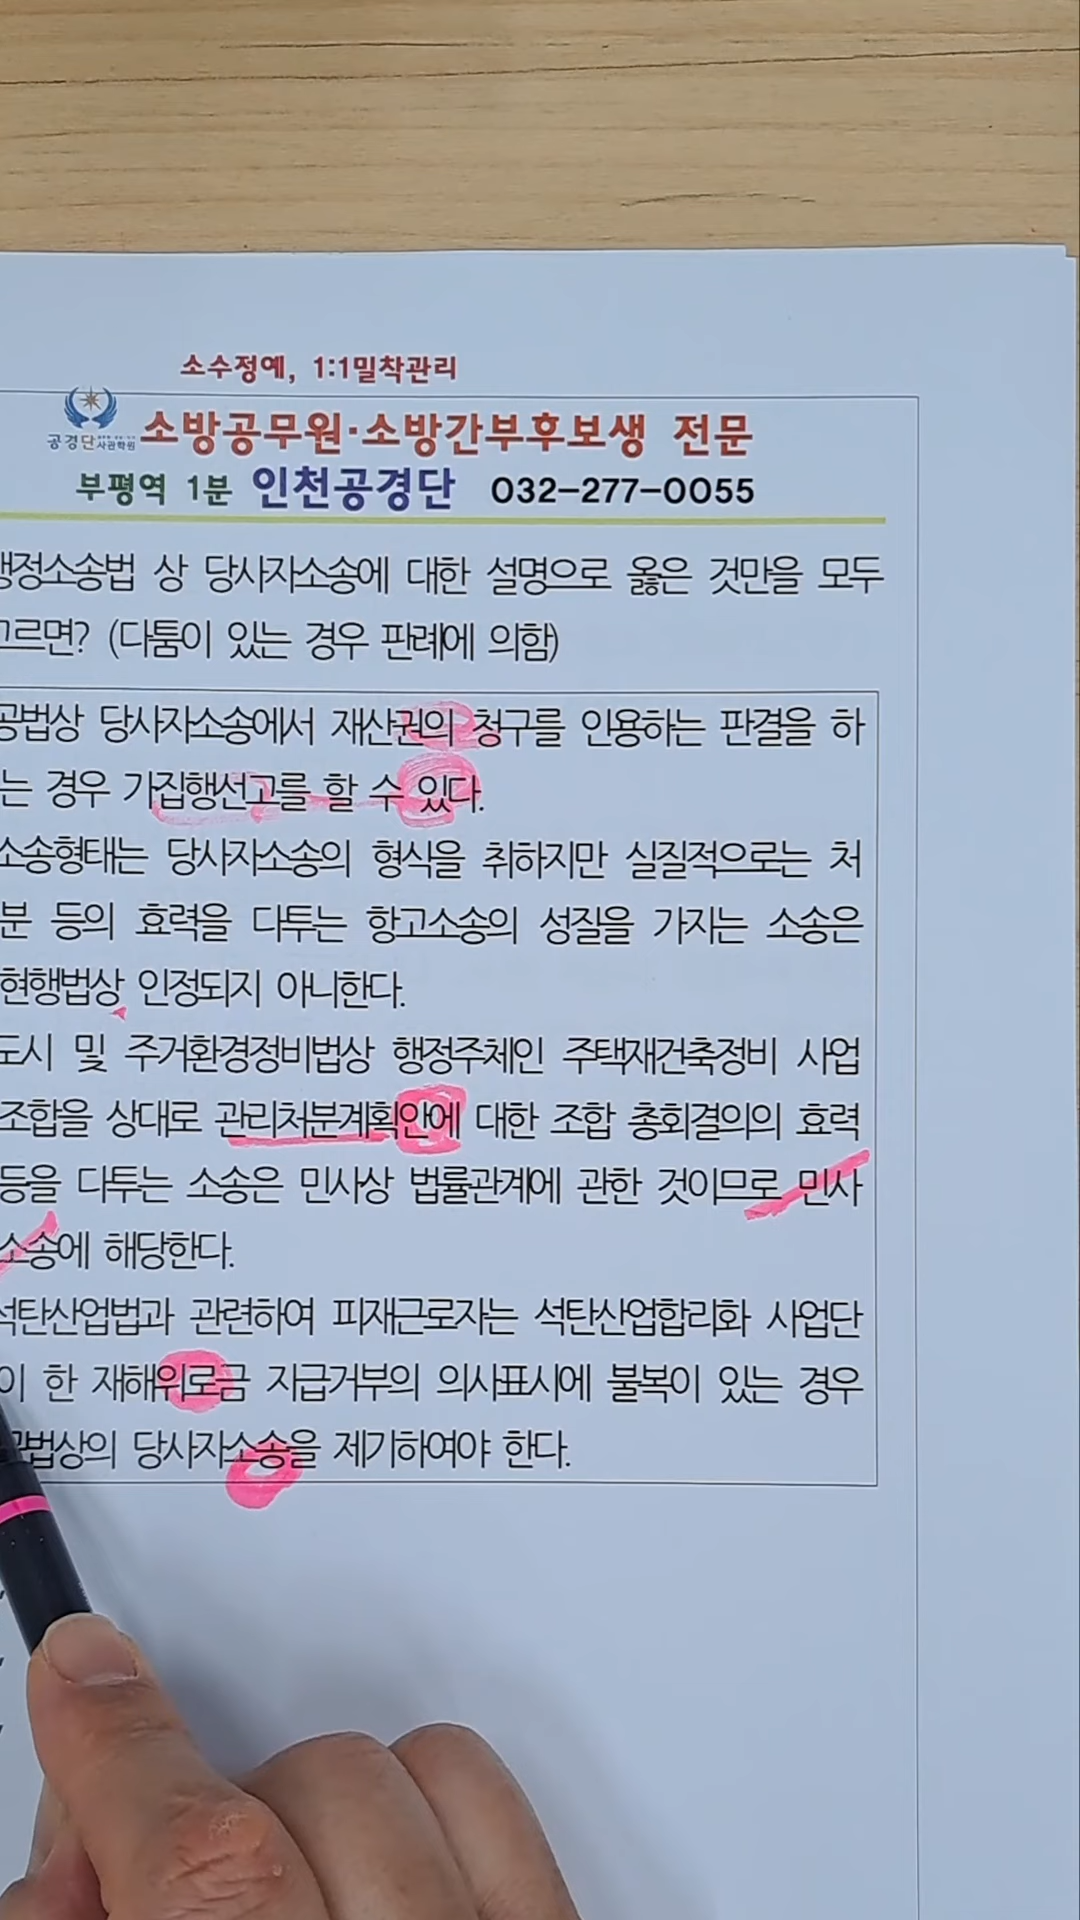 소수정예, 1:1밀착관리
공경단 사관학원 소방공무원·소방간부후보생 전문
부평역 1분 인천공경단 032-277-0055
행정소송법 상 당사자소송에 대한 설명으로 옳은 것만을 모두
고르면? (다툼이 있는 경우 판례에 의함)
공법상 당사자소송에서 재산권의 청구를 인용하는 판결을 하
는 경우 가집행선고를 할 수 있다.
소송형태는 당사자소송의 형식을 취하지만 실질적으로는 처
분 등의 효력을 다투는 항고소송의 성질을 가지는 소송은
현행법상 인정되지 아니한다.
도시 및 주거환경정비법상 행정주체인 주택재건축정비 사업
조합을 상대로 관리처분계획안에 대한 조합 총회결의의 효력
등을 다투는 소송은 민사상 법률관계에 관한 것이므로 민사
소송에 해당한다.
석탄산업법과 관련하여 피재근로자는 석탄산업합리화 사업단
이 한 재해위로금 지급거부의 의사표시에 불복이 있는 경우
공법상의 당사자소송을 제기하여야 한다.